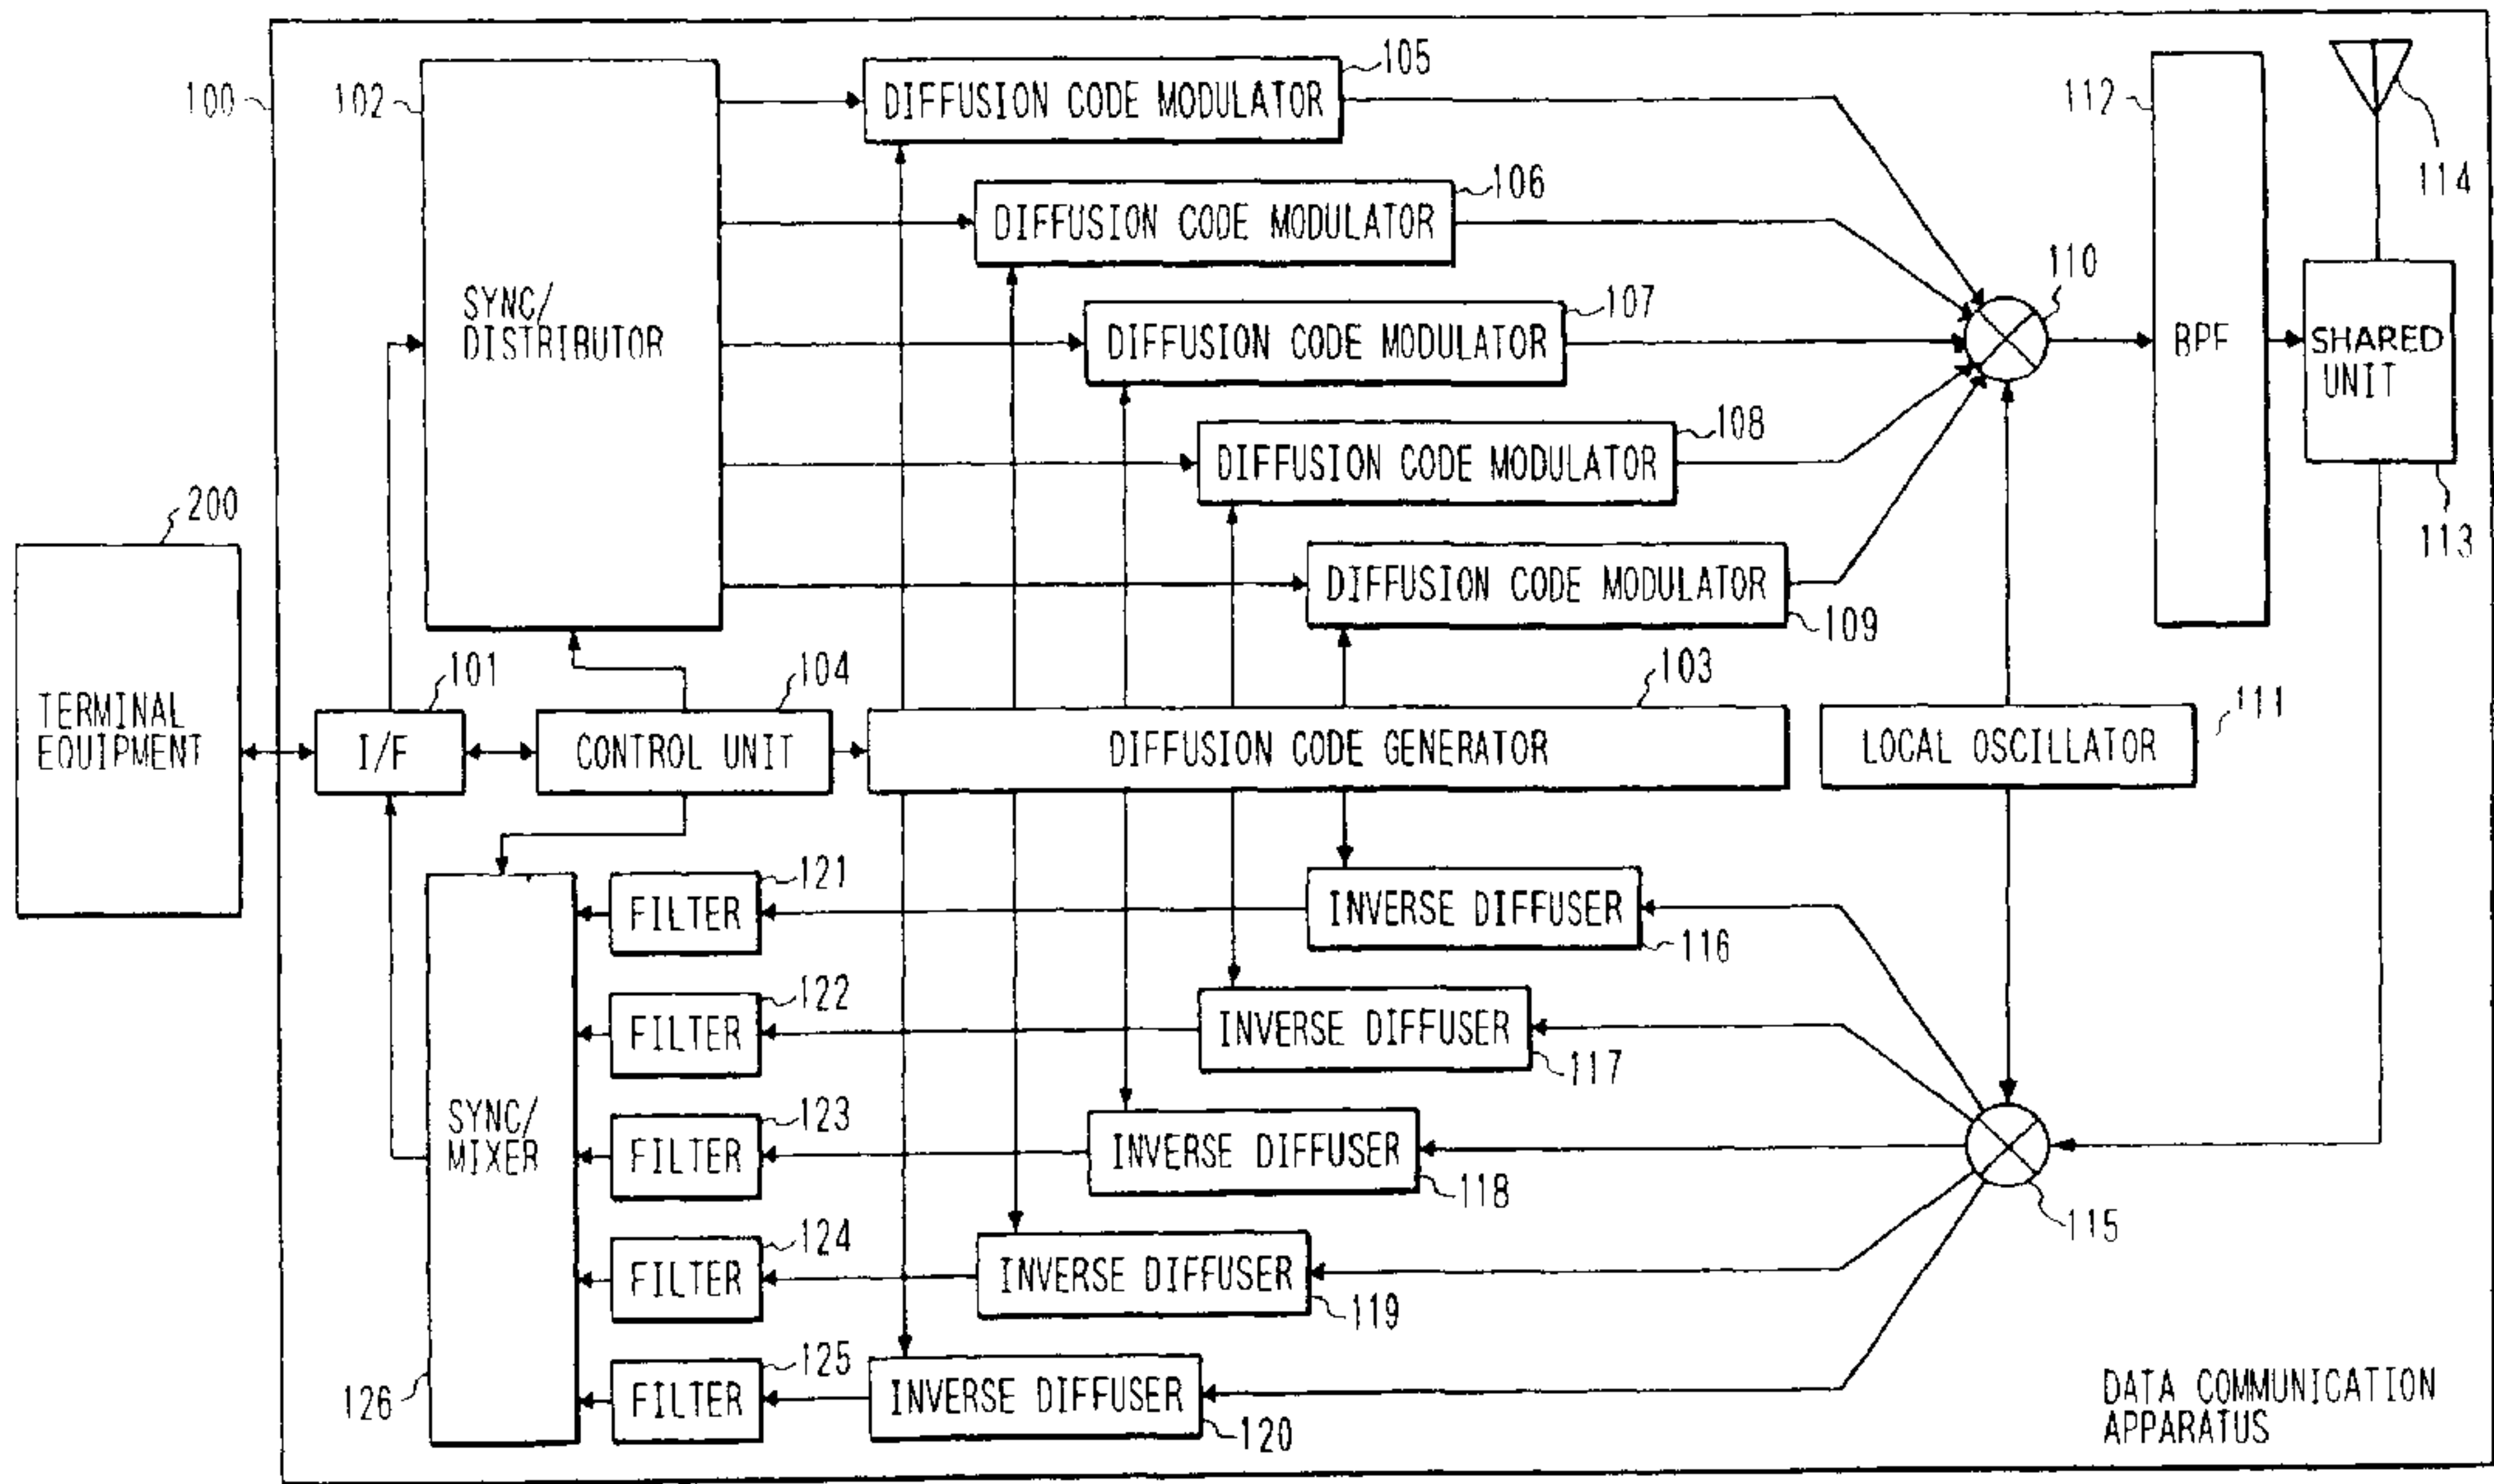 100
102
105
DIFFUSION CODE MODULATOR
112
114
106
DIFFUSION CODE MODULATOR
110
SYNC/
DISTRIBUTOR
107
DIFFUSION CODE MODULATOR
BPF
SHARED
UNIT
108
DIFFUSION CODE MODULATOR
113
200
DIFFUSION CODE MODULATOR
109
101
104
103
111
TERMINAL
EQUIPMENT
I/F
CONTROL UNIT
DIFFUSION CODE GENERATOR
LOCAL OSCILLATOR
121
FILTER
INVERSE DIFFUSER
116
122
FILTER
INVERSE DIFFUSER
117
SYNC/
MIXER
123
FILTER
INVERSE DIFFUSER
118
115
124
FILTER
INVERSE DIFFUSER
119
125
FILTER
INVERSE DIFFUSER
120
126
DATA COMMUNICATION
APPARATUS